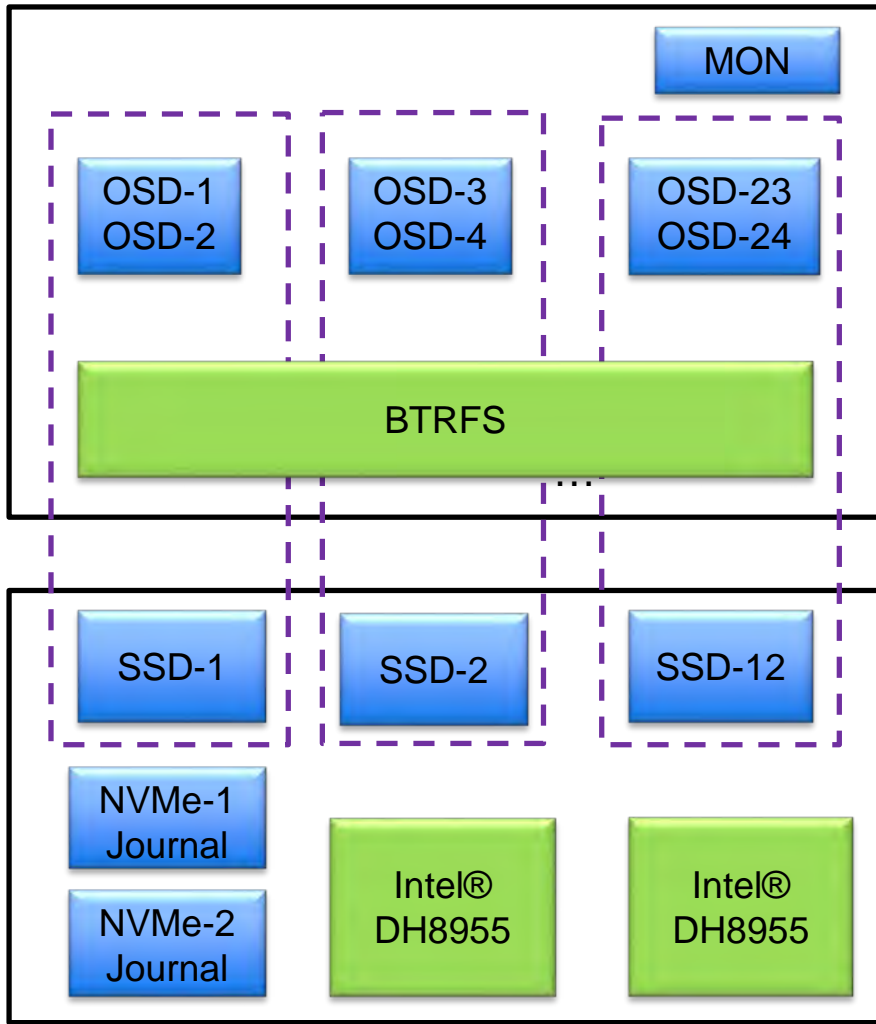 MON
OSD-1
OSD-2
OSD-3
OSD-4
OSD-23
OSD-24
BTRFS
...
SSD-1
SSD-2
SSD-12
NVMe-1
Journal
NVMe-2
Journal
Intel®
DH8955
Intel®
DH8955